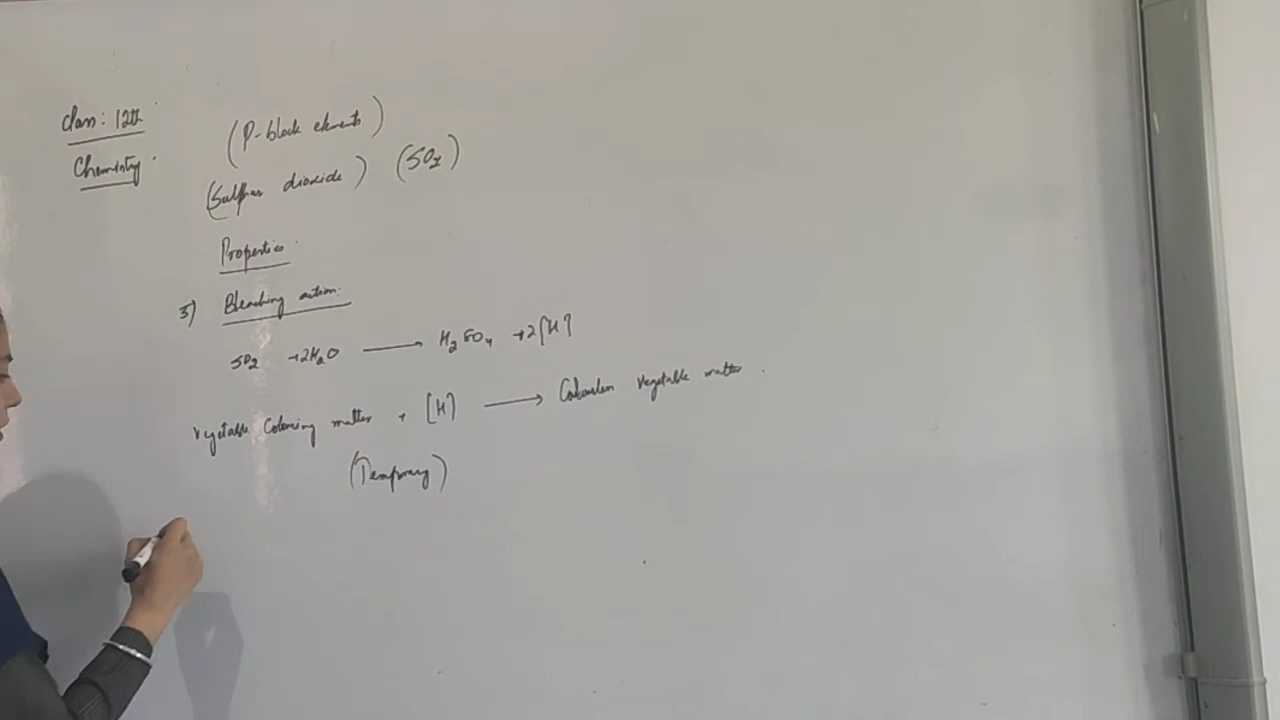 Class: 12th
Chemistry.
(P-block elements)
(Sulphur dioxide) (SO2)
Properties.
3) Bleaching action:
SO2 + 2H2O ⟶ H2SO4 + 2[H]
Vegetable Colouring matter + [H] ⟶ Colourless Vegetable matter.
(Temporary)